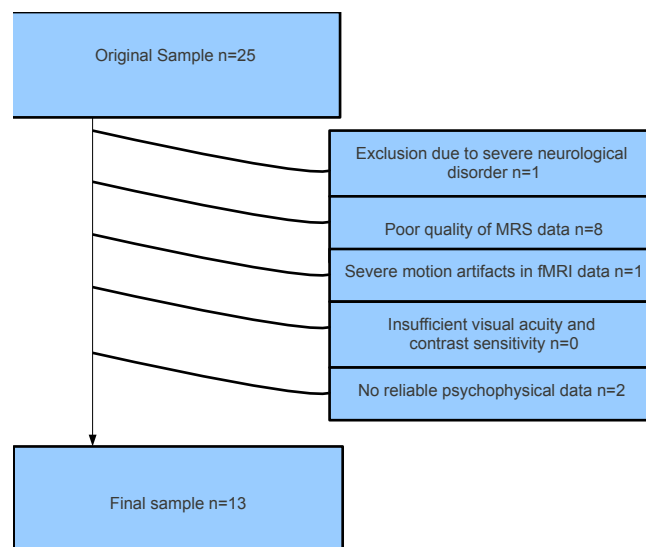 Original Sample n=25
Exclusion due to severe neurological
disorder n=1
Poor quality of MRS data n=8
Severe motion artifacts in fMRI data n=1
Insufficient visual acuity and
contrast sensitivity n=0
No reliable psychophysical data n=2
Final sample n=13